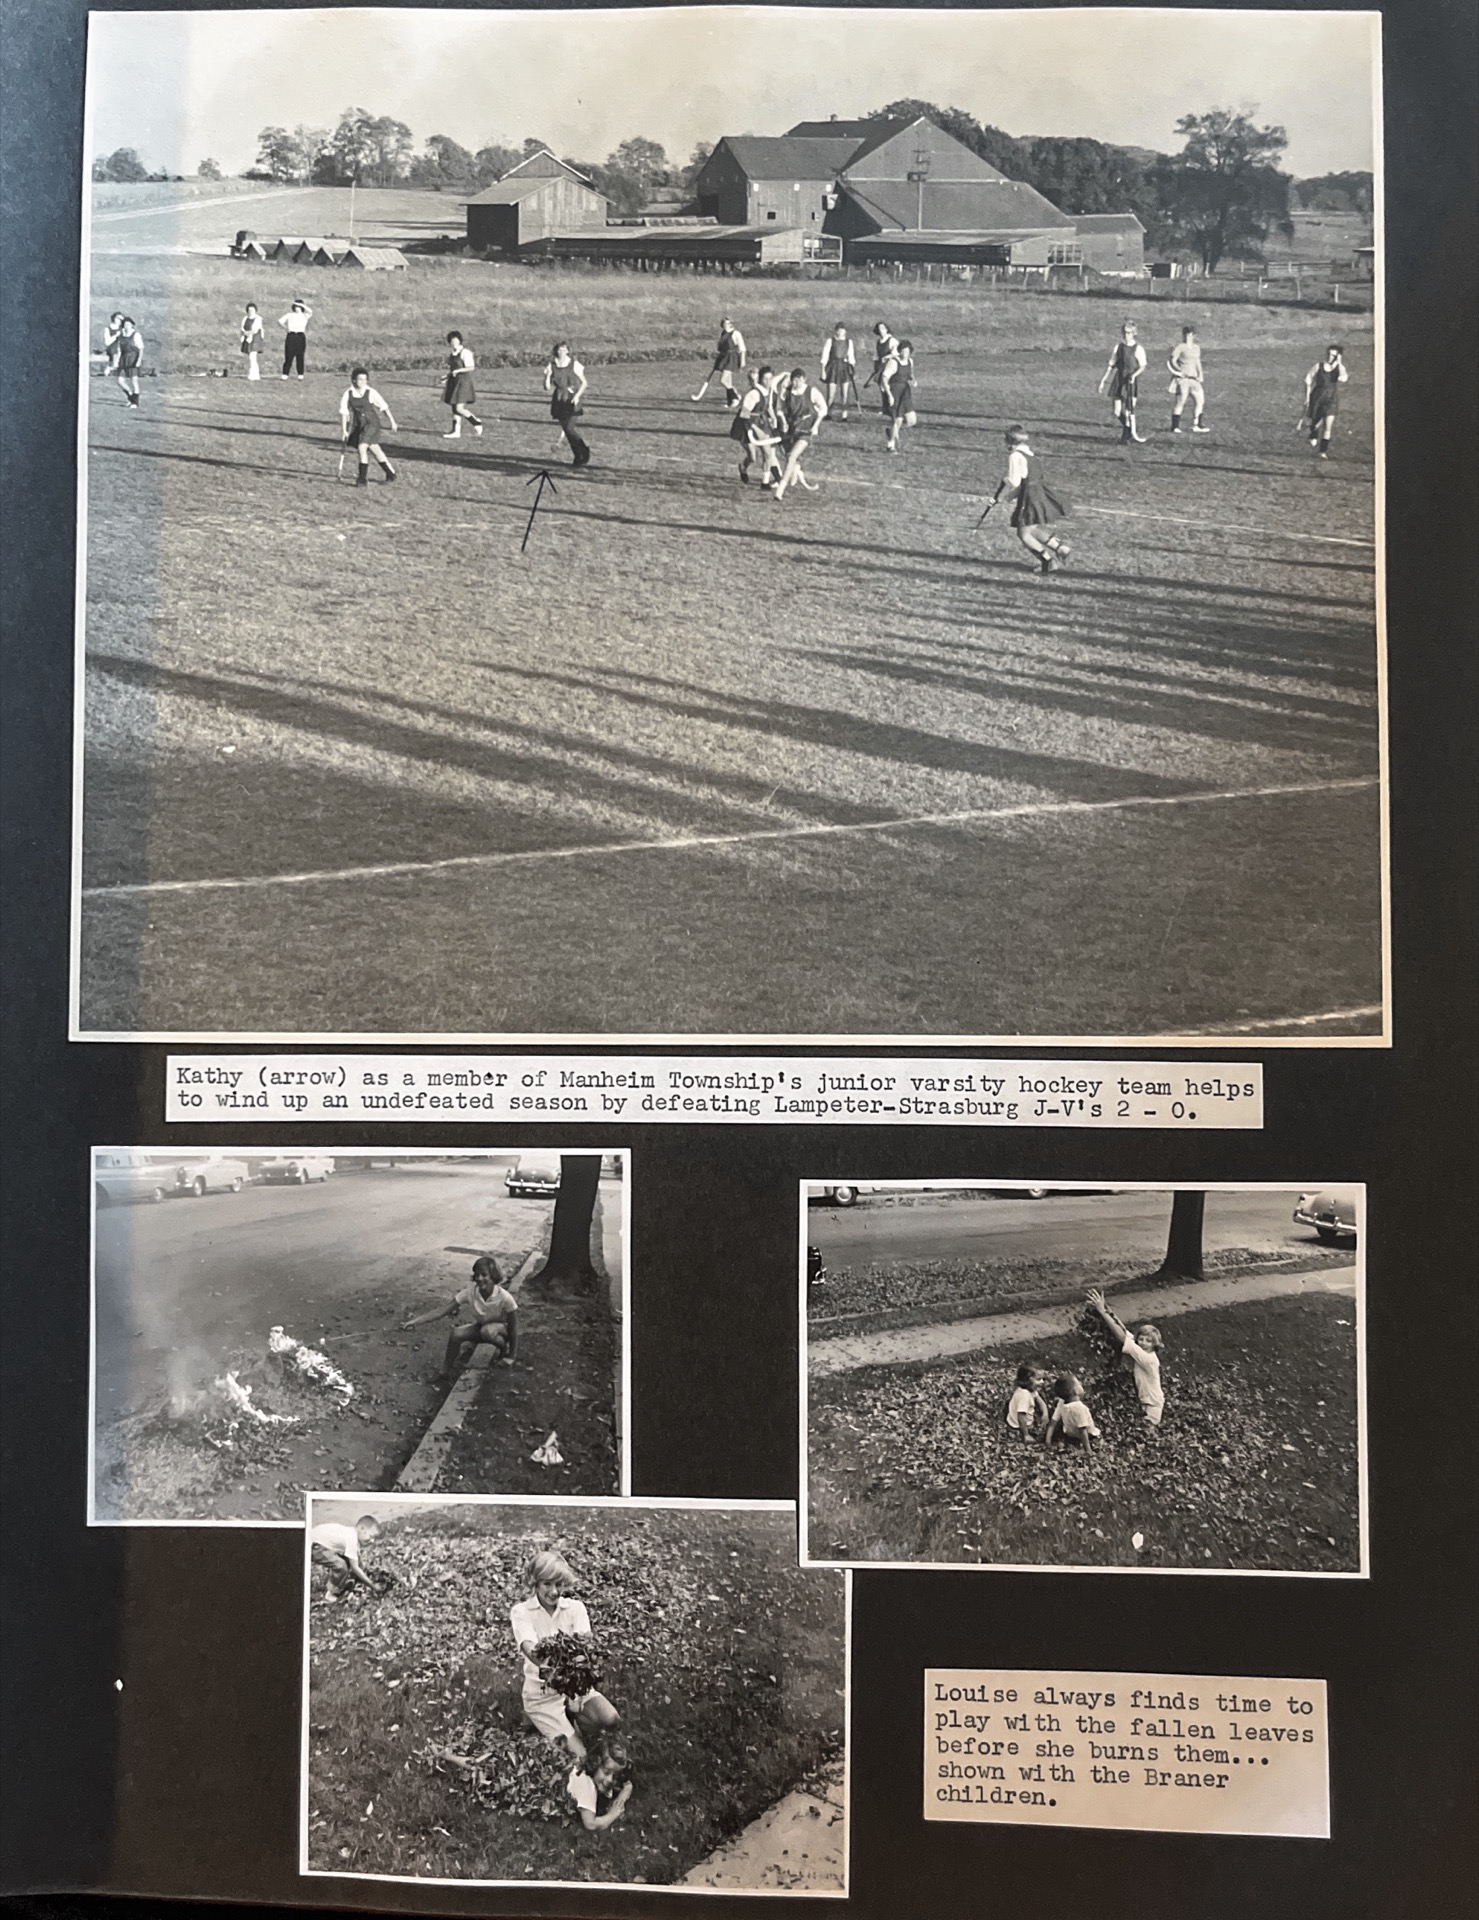 Kathy (arrow) as a member of Manheim Township's junior varsity hockey team helps
to wind up an undefeated season by defeating Lampeter-Strasburg J-V's 2 - 0.
Louise always finds time to
play with the fallen leaves
before she burns them...
shown with the Braner
children.